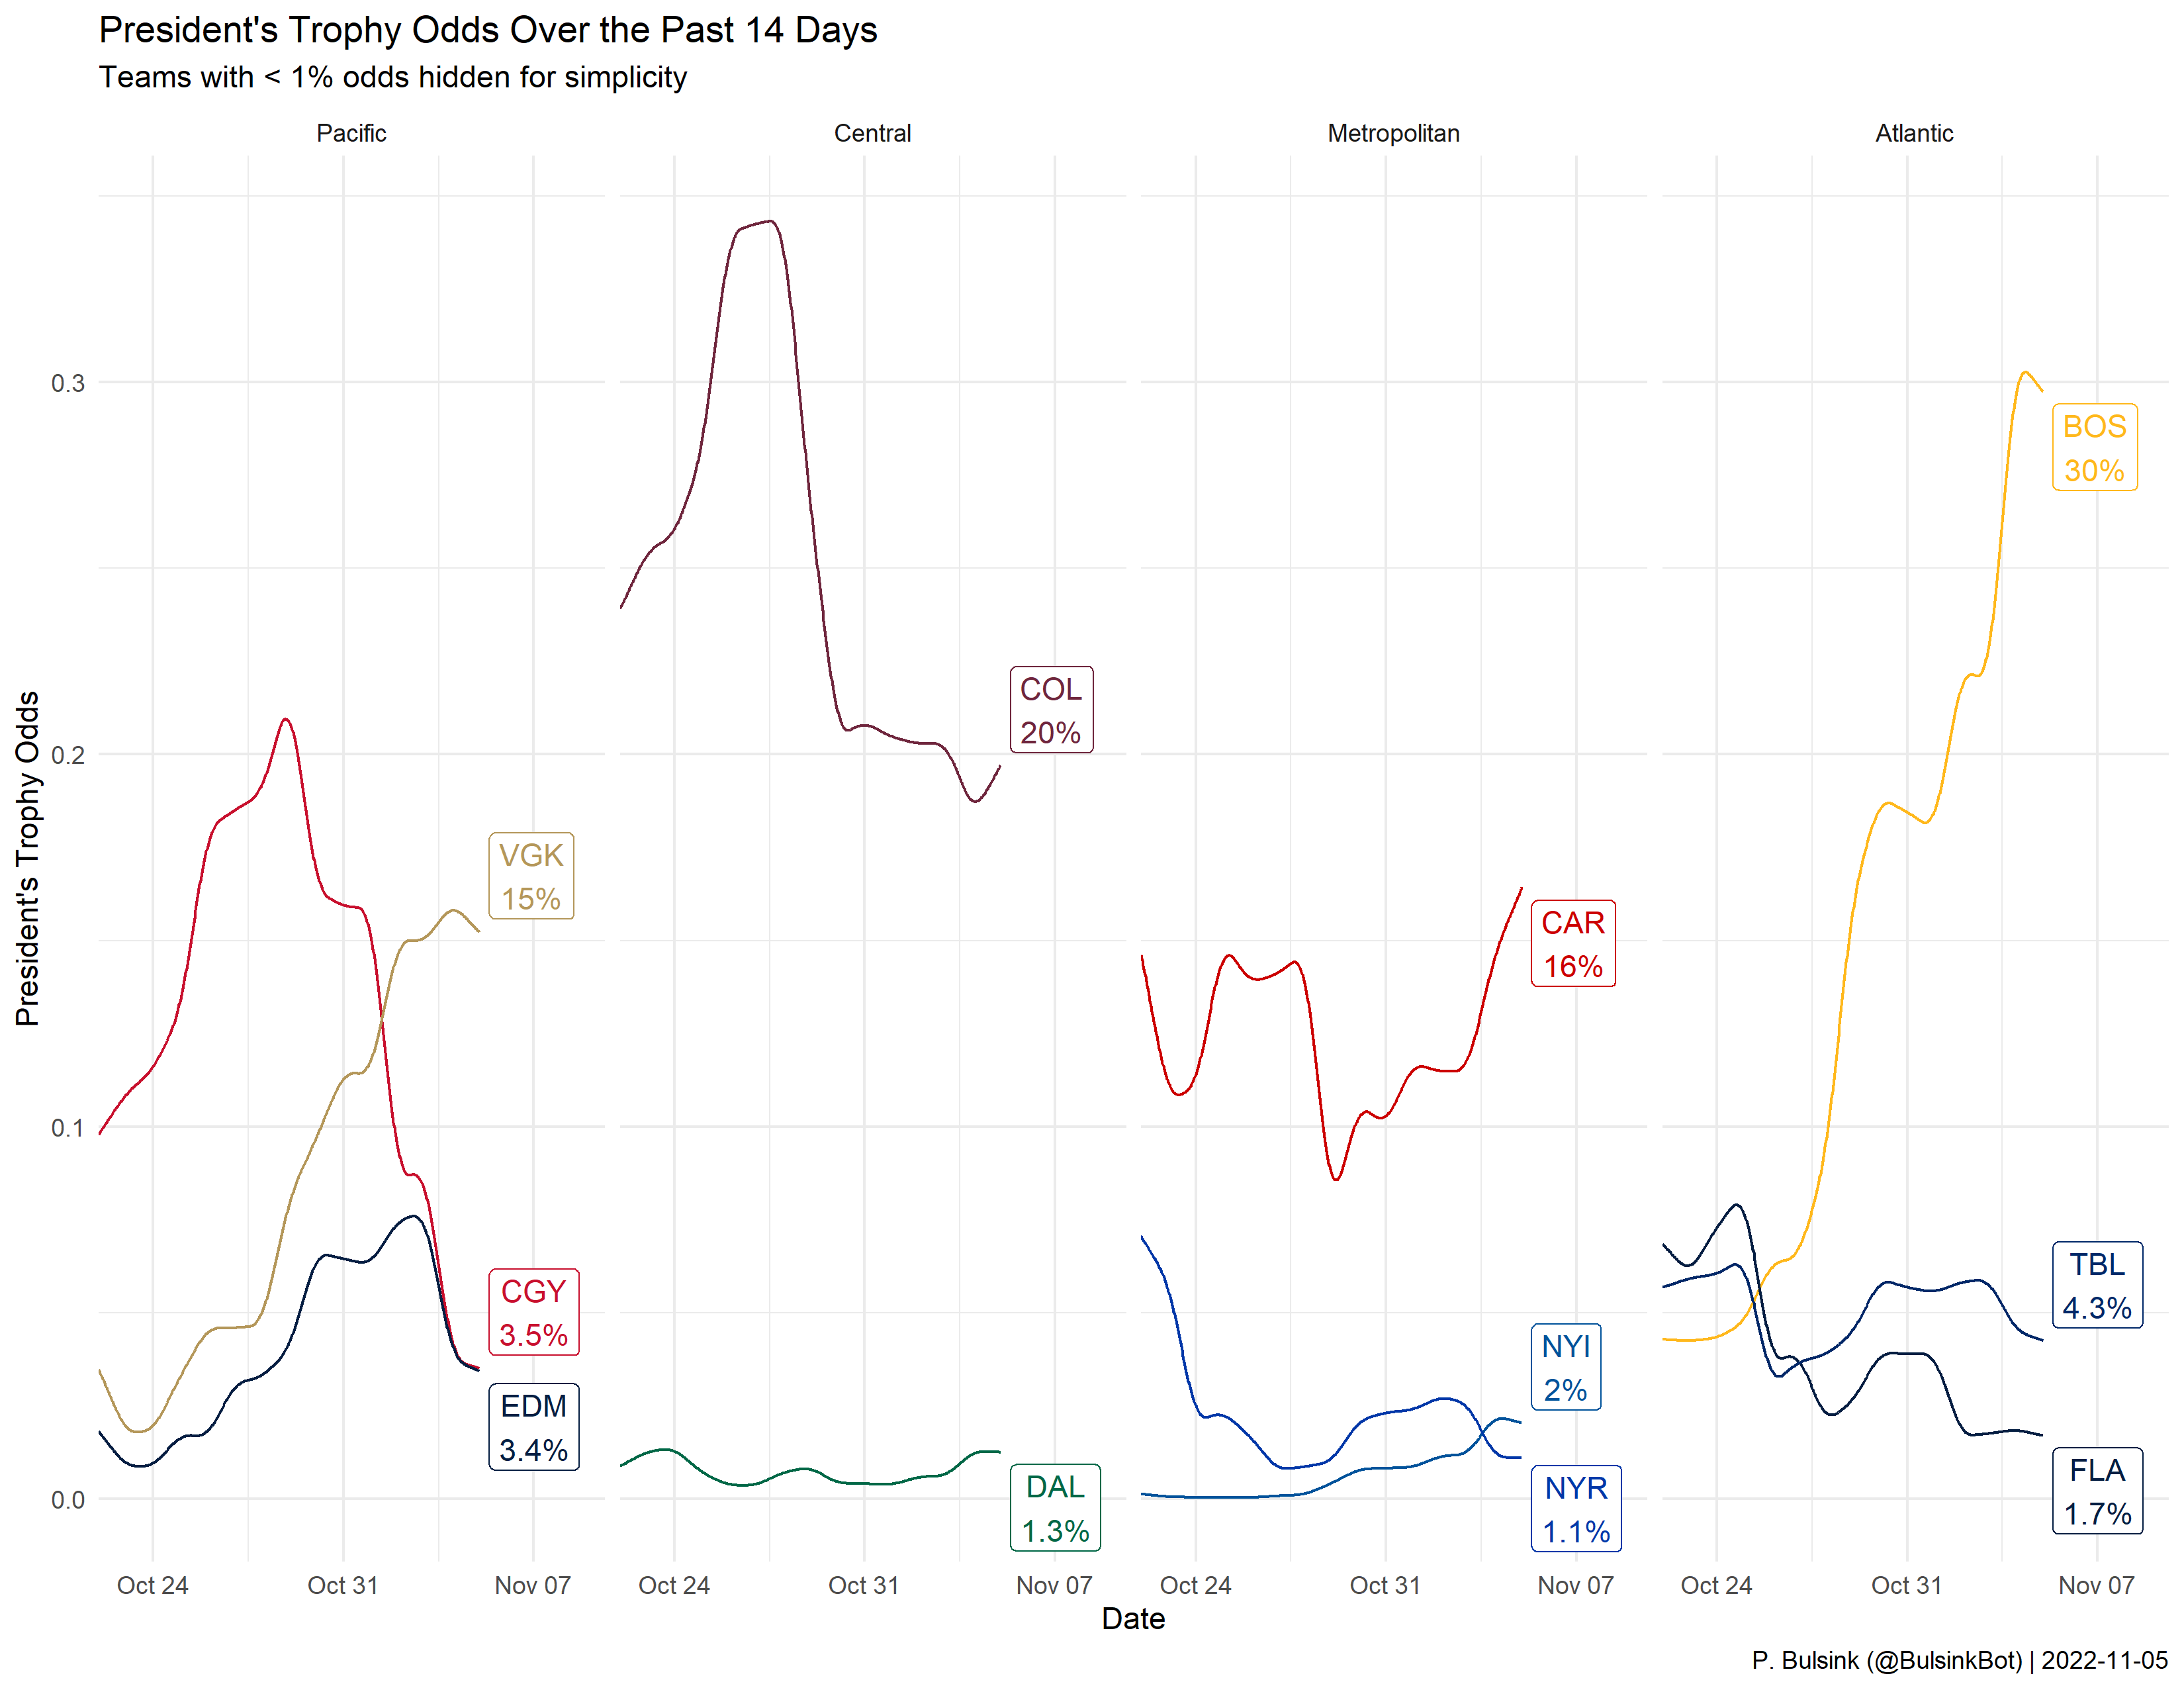 President's Trophy Odds Over the Past 14 Days
Teams with < 1% odds hidden for simplicity
Pacific
Central
Metropolitan
Atlantic
President's Trophy Odds
0.3
0.2
0.1
0.0
VGK
15%
CGY
3.5%
EDM
3.4%
COL
20%
DAL
1.3%
CAR
16%
NYI
2%
NYR
1.1%
BOS
30%
TBL
4.3%
FLA
1.7%
Oct 24
Oct 31
Nov 07
Oct 24
Oct 31
Nov 07
Oct 24
Oct 31
Nov 07
Oct 24
Oct 31
Nov 07
Date
P. Bulsink (@BulsinkBot) | 2022-11-05